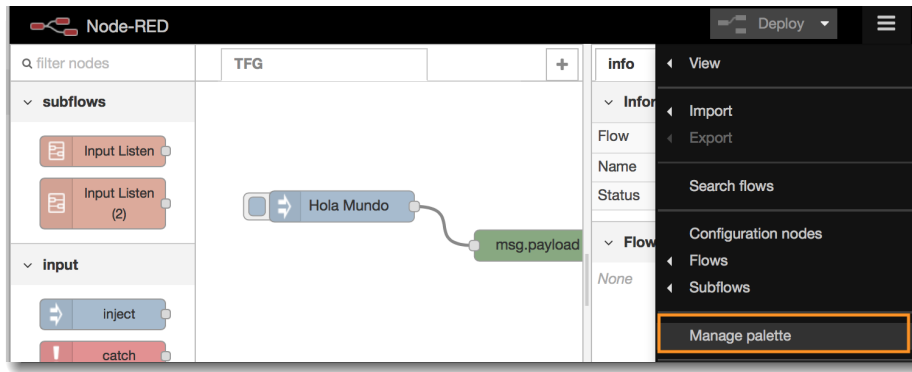 Node-RED
Deploy
filter nodes
TFG
+
info
View
subflows
Infor
Import
Flow
Export
Input Listen
Name
Search flows
Input Listen
(2)
Status
Hola Mundo
Configuration nodes
msg.payload
Flow
Flows
input
None
Subflows
inject
Manage palette
catch